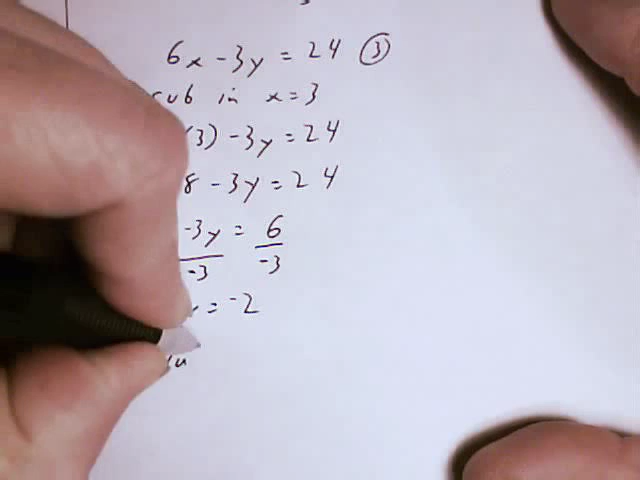 6x - 3y = 24 ③
sub in x = 3
(3) - 3y = 24
8 - 3y = 24
-3y = 6
-3 -3
y = -2